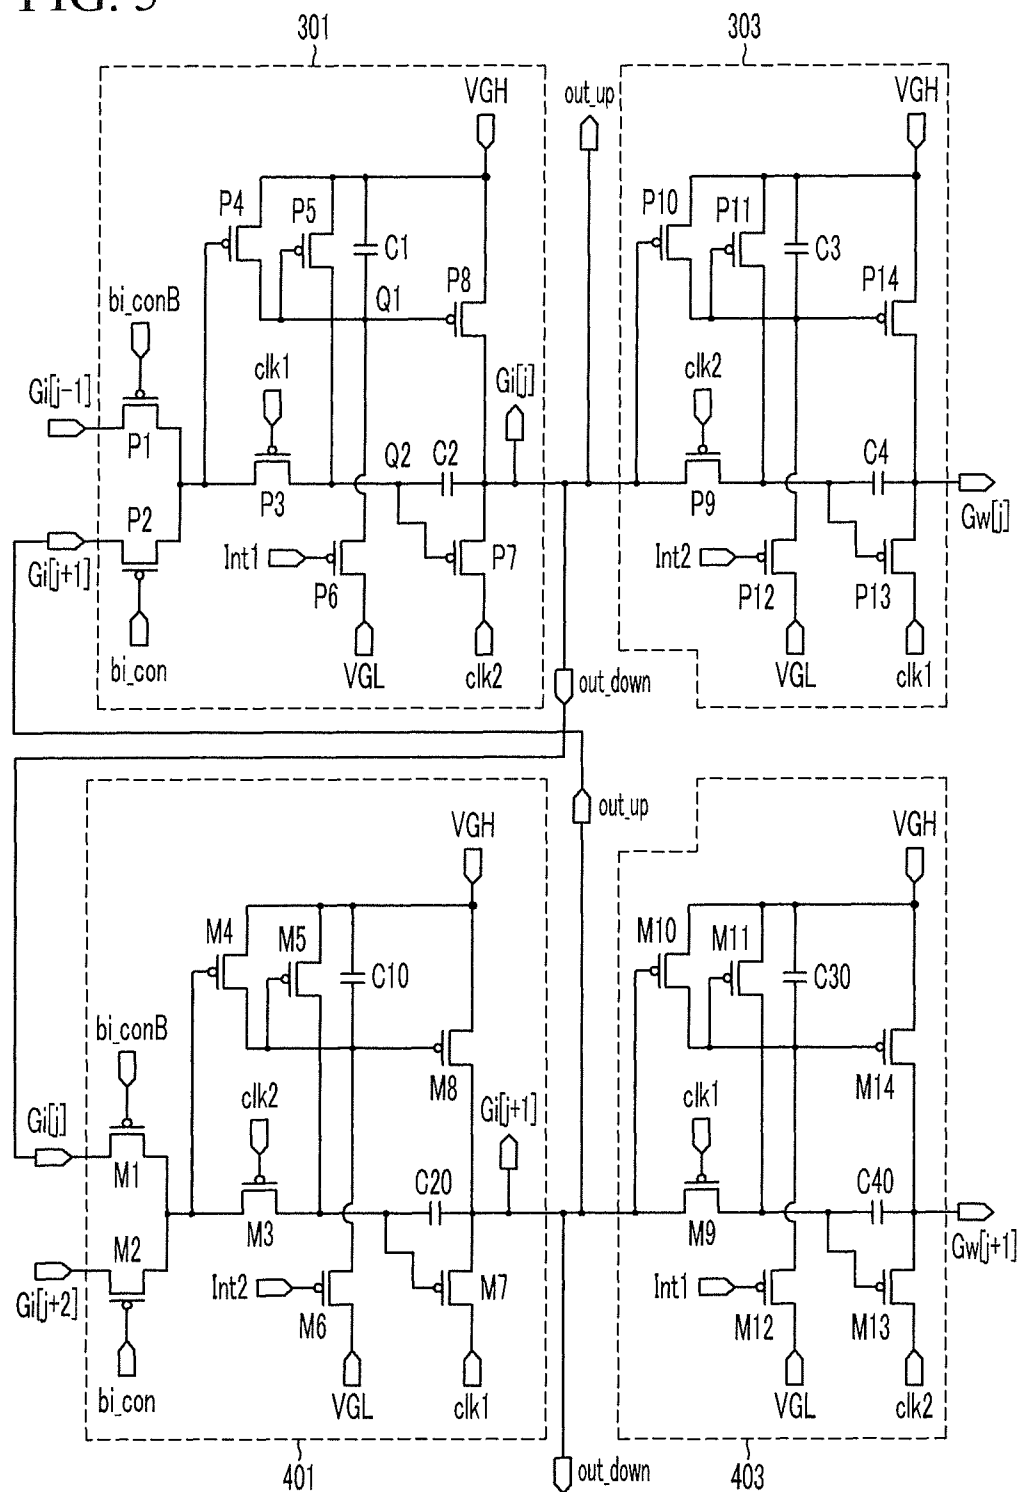 FIG. 5
301
303
VGH
out_up
VGH
P4
P5
C1
P10
P11
C3
Q1
P8
P14
bi_conB
clk1
Gi[j]
clk2
Gi[j-1]
P1
Q2
C2
C4
P2
P3
P9
Gw[j]
Int1
P7
Int2
Gi[j+1]
P6
P12
P13
bi_con
VGL
clk2
out_down
VGL
clk1
out_up
VGH
VGH
M4
M5
C10
M10
M11
C30
bi_conB
M8
M14
clk2
Gi[j+1]
clk1
Gi[j]
M1
C20
C40
M2
M3
M9
Gw[j+1]
Int2
M7
Int1
Gi[j+2]
M6
M12
M13
bi_con
VGL
clk1
VGL
clk2
401
out_down
403